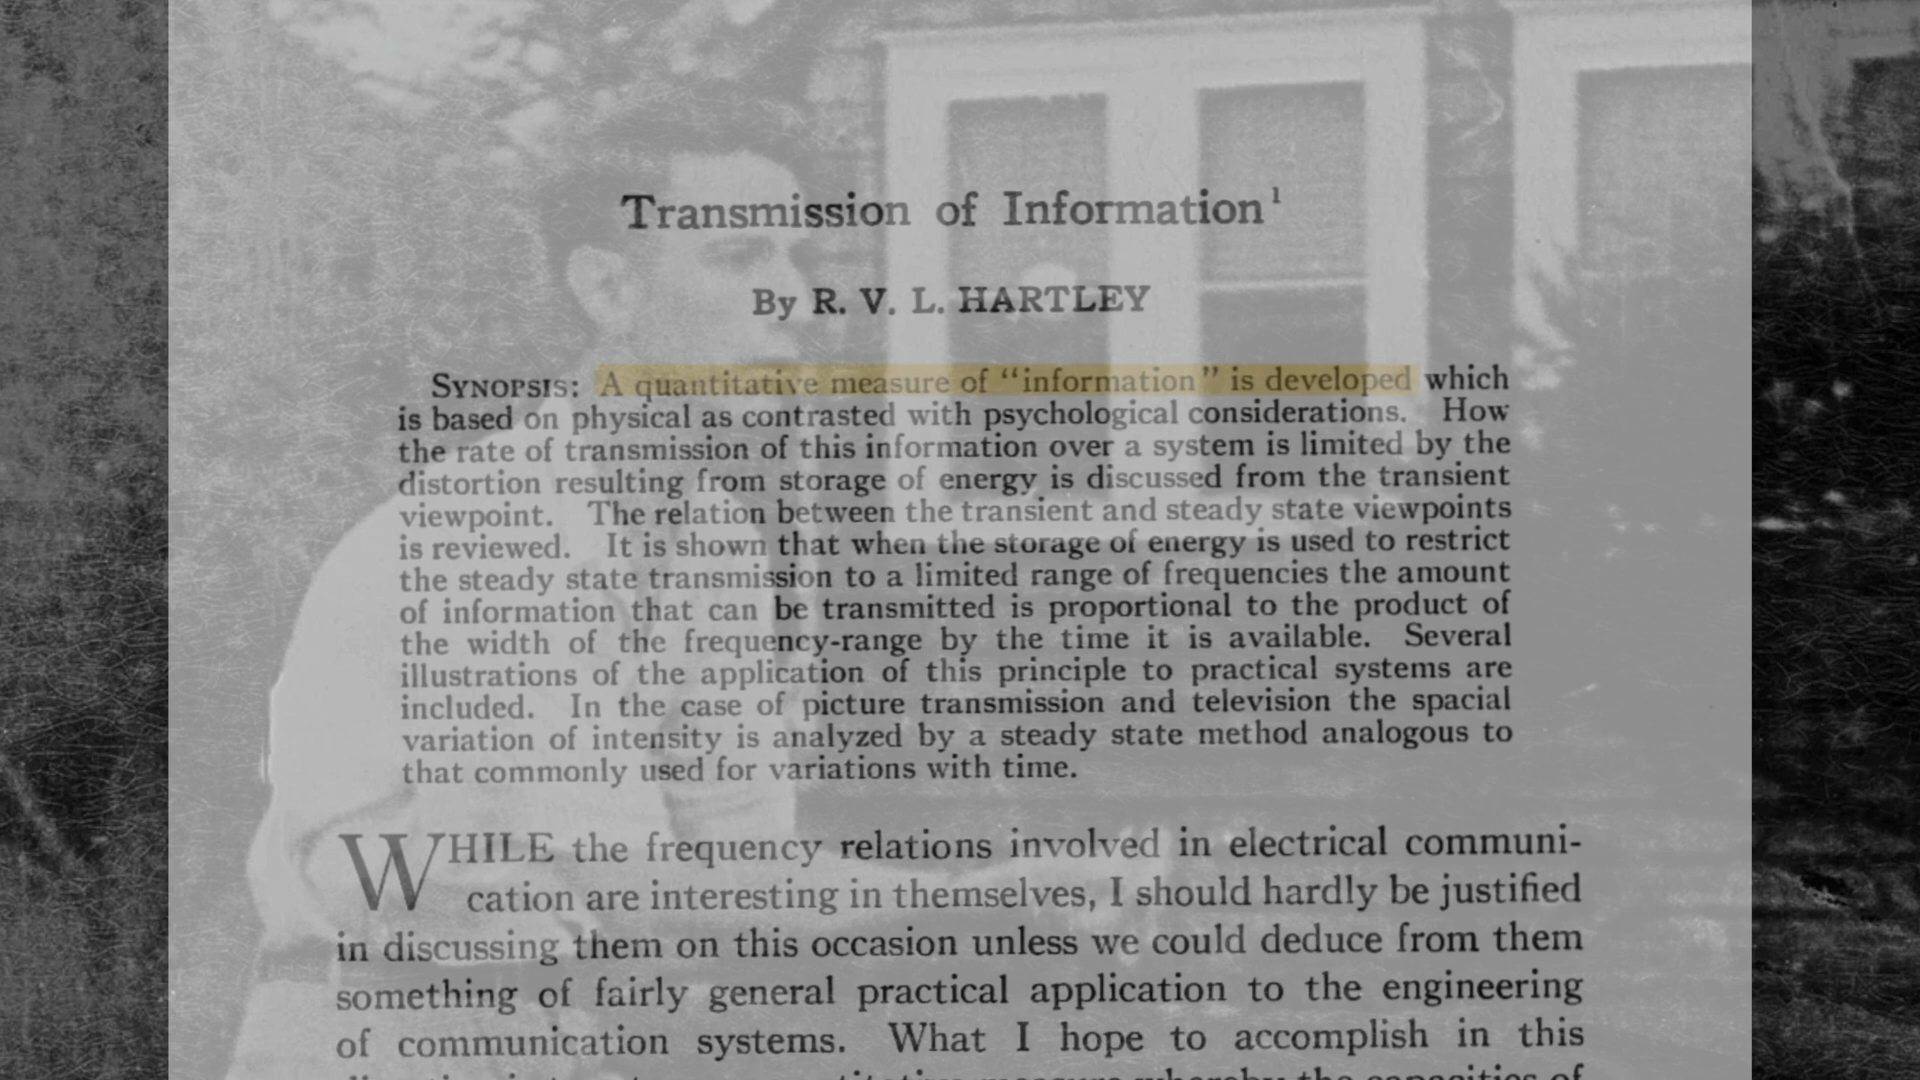 Transmission of Information¹
By R. V. L. HARTLEY
SYNOPSIS: A quantitative measure of "information" is developed which
is based on physical as contrasted with psychological considerations. How
the rate of transmission of this information over a system is limited by the
distortion resulting from storage of energy is discussed from the transient
viewpoint. The relation between the transient and steady state viewpoints
is reviewed. It is shown that when the storage of energy is used to restrict
the steady state transmission to a limited range of frequencies the amount
of information that can be transmitted is proportional to the product of
the width of the frequency-range by the time it is available. Several
illustrations of the application of this principle to practical systems are
included. In the case of picture transmission and television the spacial
variation of intensity is analyzed by a steady state method analogous to
that commonly used for variations with time.
WHILE the frequency relations involved in electrical communi-
cation are interesting in themselves, I should hardly be justified
in discussing them on this occasion unless we could deduce from them
something of fairly general practical application to the engineering
of communication systems. What I hope to accomplish in this
measure whereby the capacities of